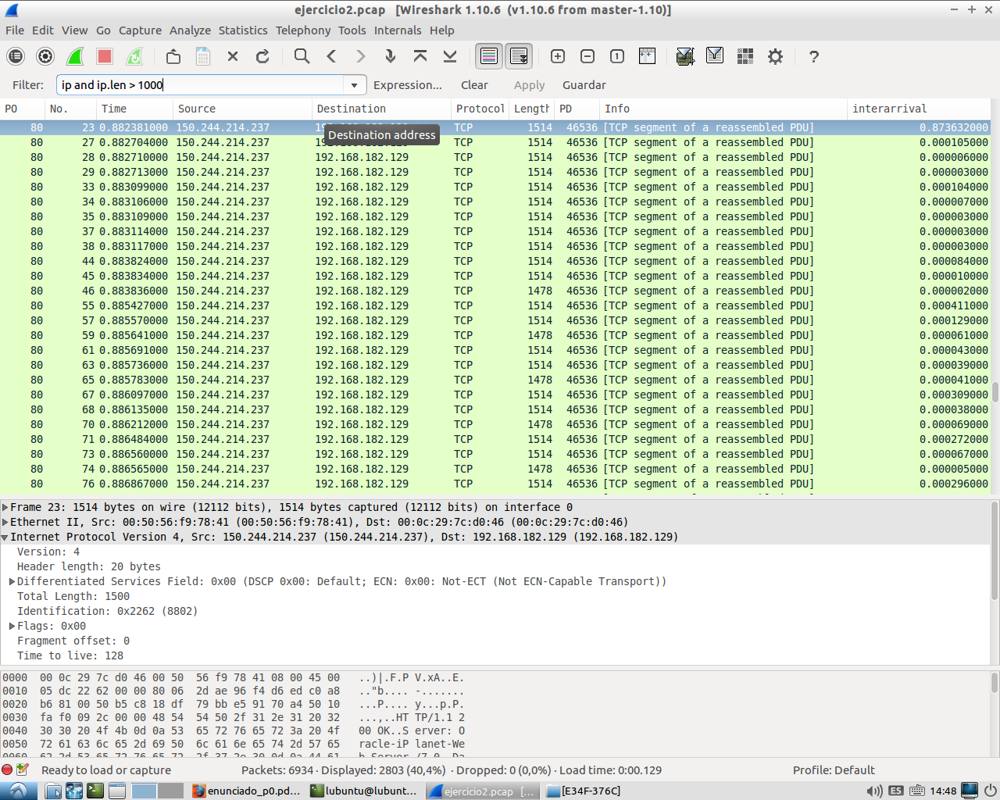 ejercicio2.pcap   [Wireshark 1.10.6  (v1.10.6 from master-1.10)]
File Edit View Go Capture Analyze Statistics Telephony Tools Internals Help
Filter: ip and ip.len > 1000 Expression... Clear Apply Guardar
PO No. Time Source Destination Protocol Length PD Info interarrival
80 23 0.882381000 150.244.214.237 TCP 1514 46536 [TCP segment of a reassembled PDU] 0.873632000
Destination address
80 27 0.882704000 150.244.214.237 192.168.182.129 TCP 1514 46536 [TCP segment of a reassembled PDU] 0.000105000
80 28 0.882710000 150.244.214.237 192.168.182.129 TCP 1514 46536 [TCP segment of a reassembled PDU] 0.000006000
80 29 0.882713000 150.244.214.237 192.168.182.129 TCP 1514 46536 [TCP segment of a reassembled PDU] 0.000003000
80 33 0.883099000 150.244.214.237 192.168.182.129 TCP 1514 46536 [TCP segment of a reassembled PDU] 0.000104000
80 34 0.883106000 150.244.214.237 192.168.182.129 TCP 1514 46536 [TCP segment of a reassembled PDU] 0.000007000
80 35 0.883109000 150.244.214.237 192.168.182.129 TCP 1514 46536 [TCP segment of a reassembled PDU] 0.000003000
80 37 0.883114000 150.244.214.237 192.168.182.129 TCP 1514 46536 [TCP segment of a reassembled PDU] 0.000003000
80 38 0.883117000 150.244.214.237 192.168.182.129 TCP 1514 46536 [TCP segment of a reassembled PDU] 0.000003000
80 44 0.883824000 150.244.214.237 192.168.182.129 TCP 1514 46536 [TCP segment of a reassembled PDU] 0.000084000
80 45 0.883834000 150.244.214.237 192.168.182.129 TCP 1514 46536 [TCP segment of a reassembled PDU] 0.000010000
80 46 0.883836000 150.244.214.237 192.168.182.129 TCP 1478 46536 [TCP segment of a reassembled PDU] 0.000002000
80 55 0.885427000 150.244.214.237 192.168.182.129 TCP 1514 46536 [TCP segment of a reassembled PDU] 0.000411000
80 57 0.885570000 150.244.214.237 192.168.182.129 TCP 1514 46536 [TCP segment of a reassembled PDU] 0.000129000
80 59 0.885641000 150.244.214.237 192.168.182.129 TCP 1478 46536 [TCP segment of a reassembled PDU] 0.000061000
80 61 0.885691000 150.244.214.237 192.168.182.129 TCP 1514 46536 [TCP segment of a reassembled PDU] 0.000043000
80 63 0.885736000 150.244.214.237 192.168.182.129 TCP 1514 46536 [TCP segment of a reassembled PDU] 0.000039000
80 65 0.885783000 150.244.214.237 192.168.182.129 TCP 1478 46536 [TCP segment of a reassembled PDU] 0.000041000
80 67 0.886097000 150.244.214.237 192.168.182.129 TCP 1514 46536 [TCP segment of a reassembled PDU] 0.000309000
80 68 0.886135000 150.244.214.237 192.168.182.129 TCP 1514 46536 [TCP segment of a reassembled PDU] 0.000038000
80 70 0.886212000 150.244.214.237 192.168.182.129 TCP 1478 46536 [TCP segment of a reassembled PDU] 0.000069000
80 71 0.886484000 150.244.214.237 192.168.182.129 TCP 1514 46536 [TCP segment of a reassembled PDU] 0.000272000
80 73 0.886560000 150.244.214.237 192.168.182.129 TCP 1514 46536 [TCP segment of a reassembled PDU] 0.000067000
80 74 0.886565000 150.244.214.237 192.168.182.129 TCP 1478 46536 [TCP segment of a reassembled PDU] 0.000005000
80 76 0.886867000 150.244.214.237 192.168.182.129 TCP 1514 46536 [TCP segment of a reassembled PDU] 0.000296000
Frame 23: 1514 bytes on wire (12112 bits), 1514 bytes captured (12112 bits) on interface 0
Ethernet II, Src: 00:50:56:f9:78:41 (00:50:56:f9:78:41), Dst: 00:0c:29:7c:d0:46 (00:0c:29:7c:d0:46)
Internet Protocol Version 4, Src: 150.244.214.237 (150.244.214.237), Dst: 192.168.182.129 (192.168.182.129)
Version: 4
Header length: 20 bytes
Differentiated Services Field: 0x00 (DSCP 0x00: Default; ECN: 0x00: Not-ECT (Not ECN-Capable Transport))
Total Length: 1500
Identification: 0x2262 (8802)
Flags: 0x00
Fragment offset: 0
Time to live: 128
0000  00 0c 29 7c d0 46 00 50  56 f9 78 41 08 00 45 00   ..)|.F.P V.xA..E.
0010  05 dc 22 62 00 00 80 06  2d ae 96 f4 d6 ed c0 a8   .."b.... -.......
0020  b6 81 00 50 b5 c8 18 df  79 bb e5 91 70 a4 50 10   ...P.... y...p.P.
0030  fa f0 09 2c 00 00 48 54  54 50 2f 31 2e 31 20 32   ...,..HT TP/1.1 2
0040  30 30 20 4f 4b 0d 0a 53  65 72 76 65 72 3a 20 4f   00 OK..S erver: O
0050  72 61 63 6c 65 2d 69 50  6c 61 6e 65 74 2d 57 65   racle-iP lanet-We
0060  62 2d 53 65 72 76 65 72  2f 37 2e 30 0d 0a 44 61   b-Server /7.0..Da
Ready to load or capture Packets: 6934 · Displayed: 2803 (40,4%) · Dropped: 0 (0,0%) · Load time: 0:00.129 Profile: Default
enunciado_p0.pd... lubuntu@lubunt... ejercicio2.pcap [... [E34F-376C] ES 14:48